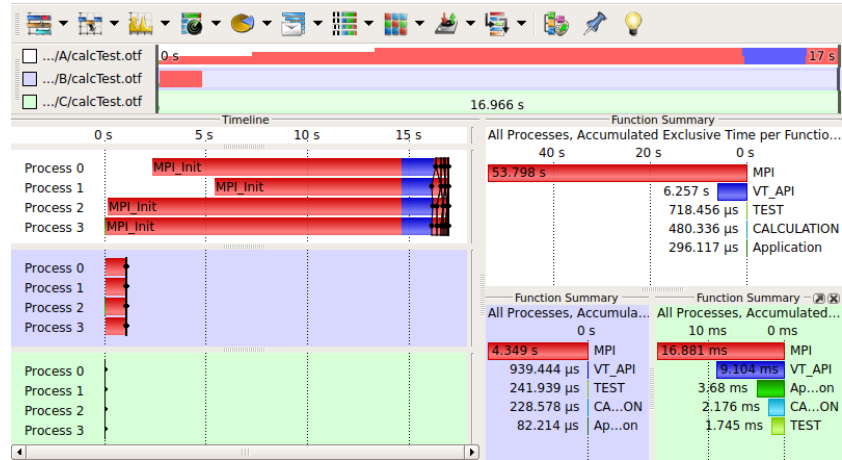 .../A/calcTest.otf 0 s 17 s
.../B/calcTest.otf
.../C/calcTest.otf 16.966 s
Timeline
0 s 5 s 10 s 15 s
Process 0 MPI_Init
Process 1 MPI_Init
Process 2 MPI_Init
Process 3 MPI_Init
Process 0
Process 1
Process 2
Process 3
Process 0
Process 1
Process 2
Process 3
Function Summary
All Processes, Accumulated Exclusive Time per Functio...
40 s 20 s 0 s
53.798 s MPI
6.257 s VT_API
718.456 µs TEST
480.336 µs CALCULATION
296.117 µs Application
Function Summary
All Processes, Accumula...
0 s
4.349 s MPI
939.444 µs VT_API
241.939 µs TEST
228.578 µs CA...ON
82.214 µs Ap...on
Function Summary
All Processes, Accumulated...
10 ms 0 ms
16.881 ms MPI
9.104 ms VT_API
3.68 ms Ap...on
2.176 ms CA...ON
1.745 ms TEST